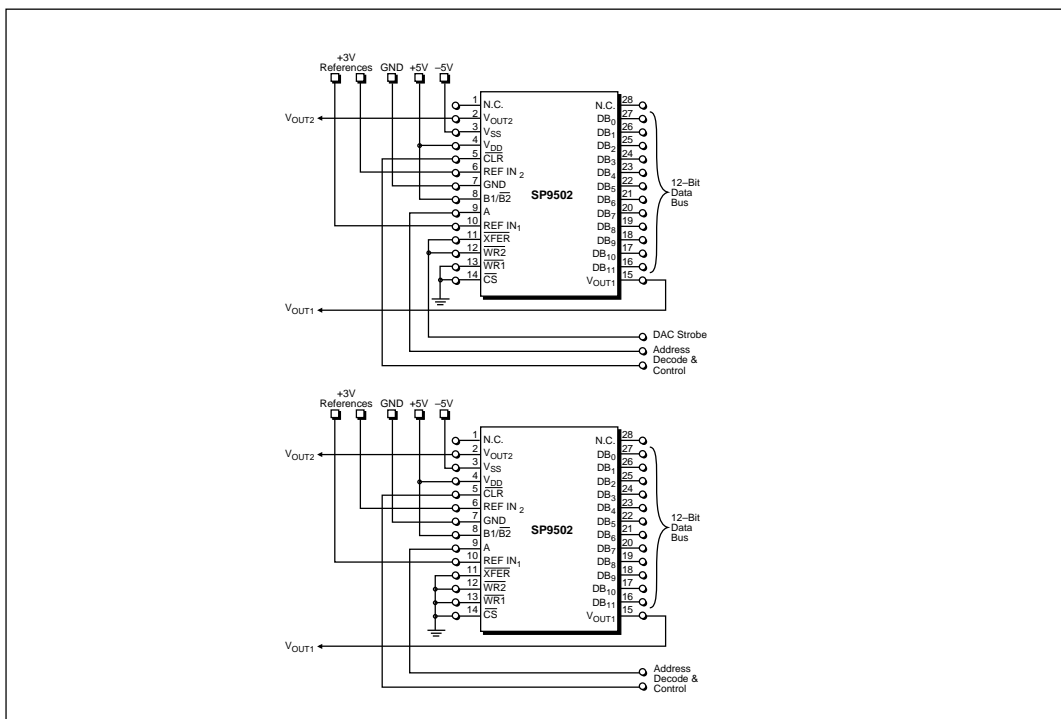 +3V
References GND +5V –5V
1 N.C. N.C. 28
VOUT2 2 VOUT2 DB0 27
3 VSS DB1 26
4 VDD DB2 25
5 CLR DB3 24
6 REF IN 2 DB4 23
7 GND SP9502 DB5 22
8 B1/B2 DB6 21
9 A DB7 20
10 REF IN1 DB8 19
11 XFER DB9 18
12 WR2 DB10 17
13 WR1 DB11 16
14 CS VOUT1 15
12–Bit
Data
Bus
VOUT1
DAC Strobe
Address
Decode &
Control
+3V
References GND +5V –5V
1 N.C. N.C. 28
VOUT2 2 VOUT2 DB0 27
3 VSS DB1 26
4 VDD DB2 25
5 CLR DB3 24
6 REF IN 2 DB4 23
7 GND SP9502 DB5 22
8 B1/B2 DB6 21
9 A DB7 20
10 REF IN1 DB8 19
11 XFER DB9 18
12 WR2 DB10 17
13 WR1 DB11 16
14 CS VOUT1 15
12–Bit
Data
Bus
VOUT1
Address
Decode &
Control